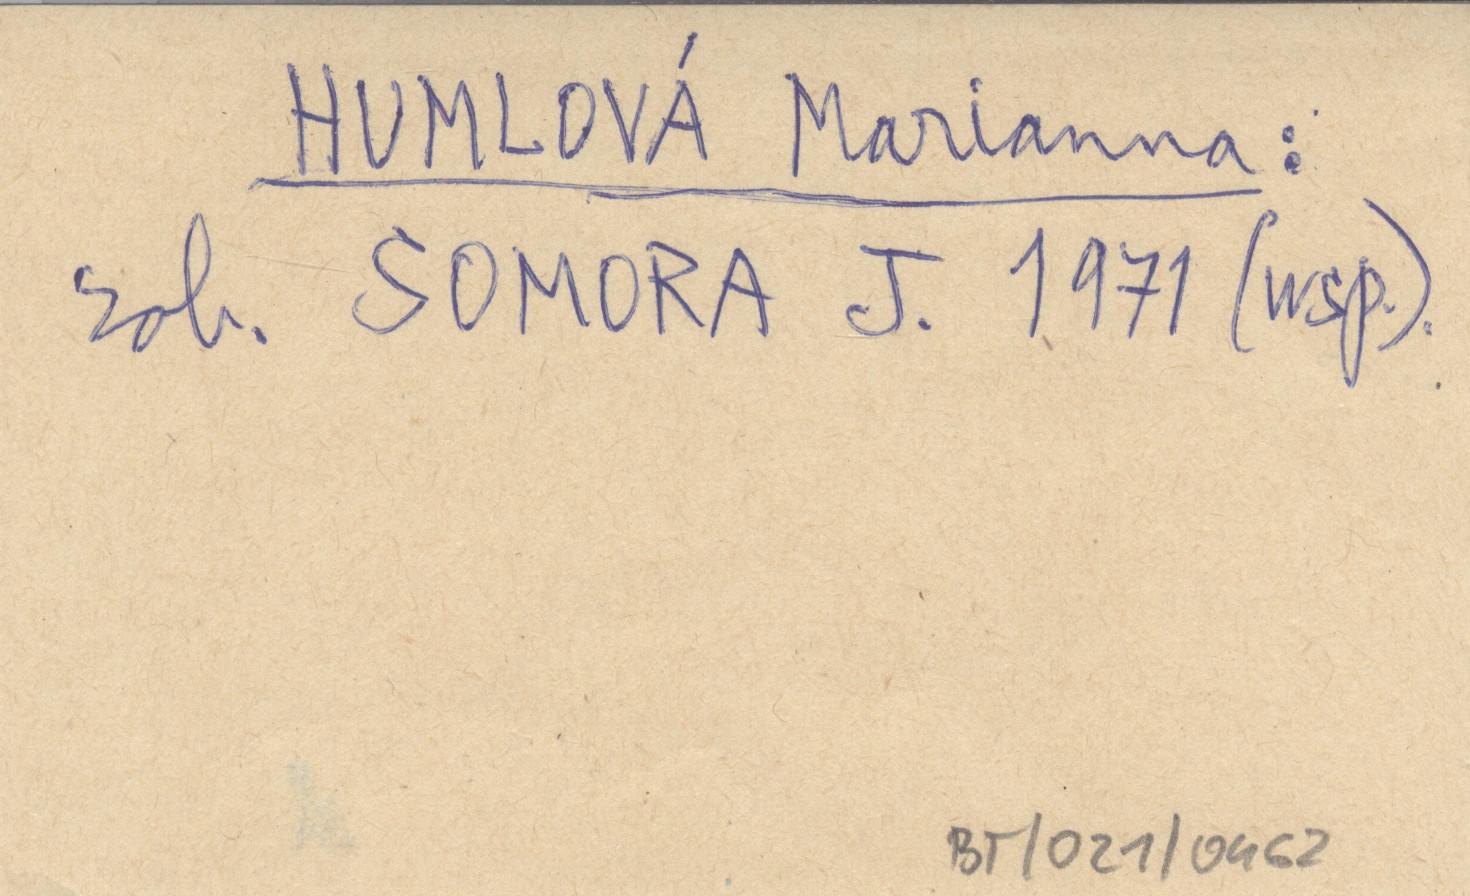 HUMLOVÁ Marianna:
zob. SOMORA J. 1971 (wsp.).
BT/021/0462